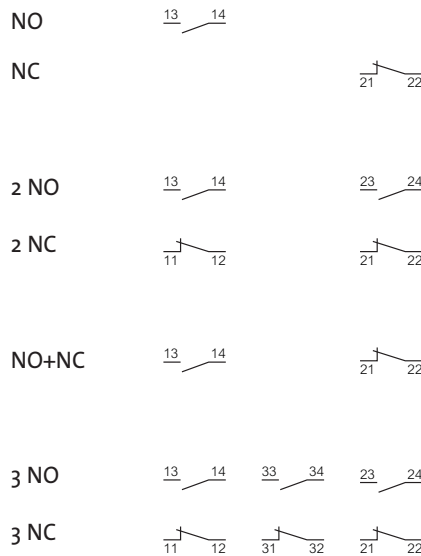 NO 13 14
NC 21 22
2 NO 13 14 23 24
2 NC 11 12 21 22
NO+NC 13 14 21 22
3 NO 13 14 33 34 23 24
3 NC 11 12 31 32 21 22